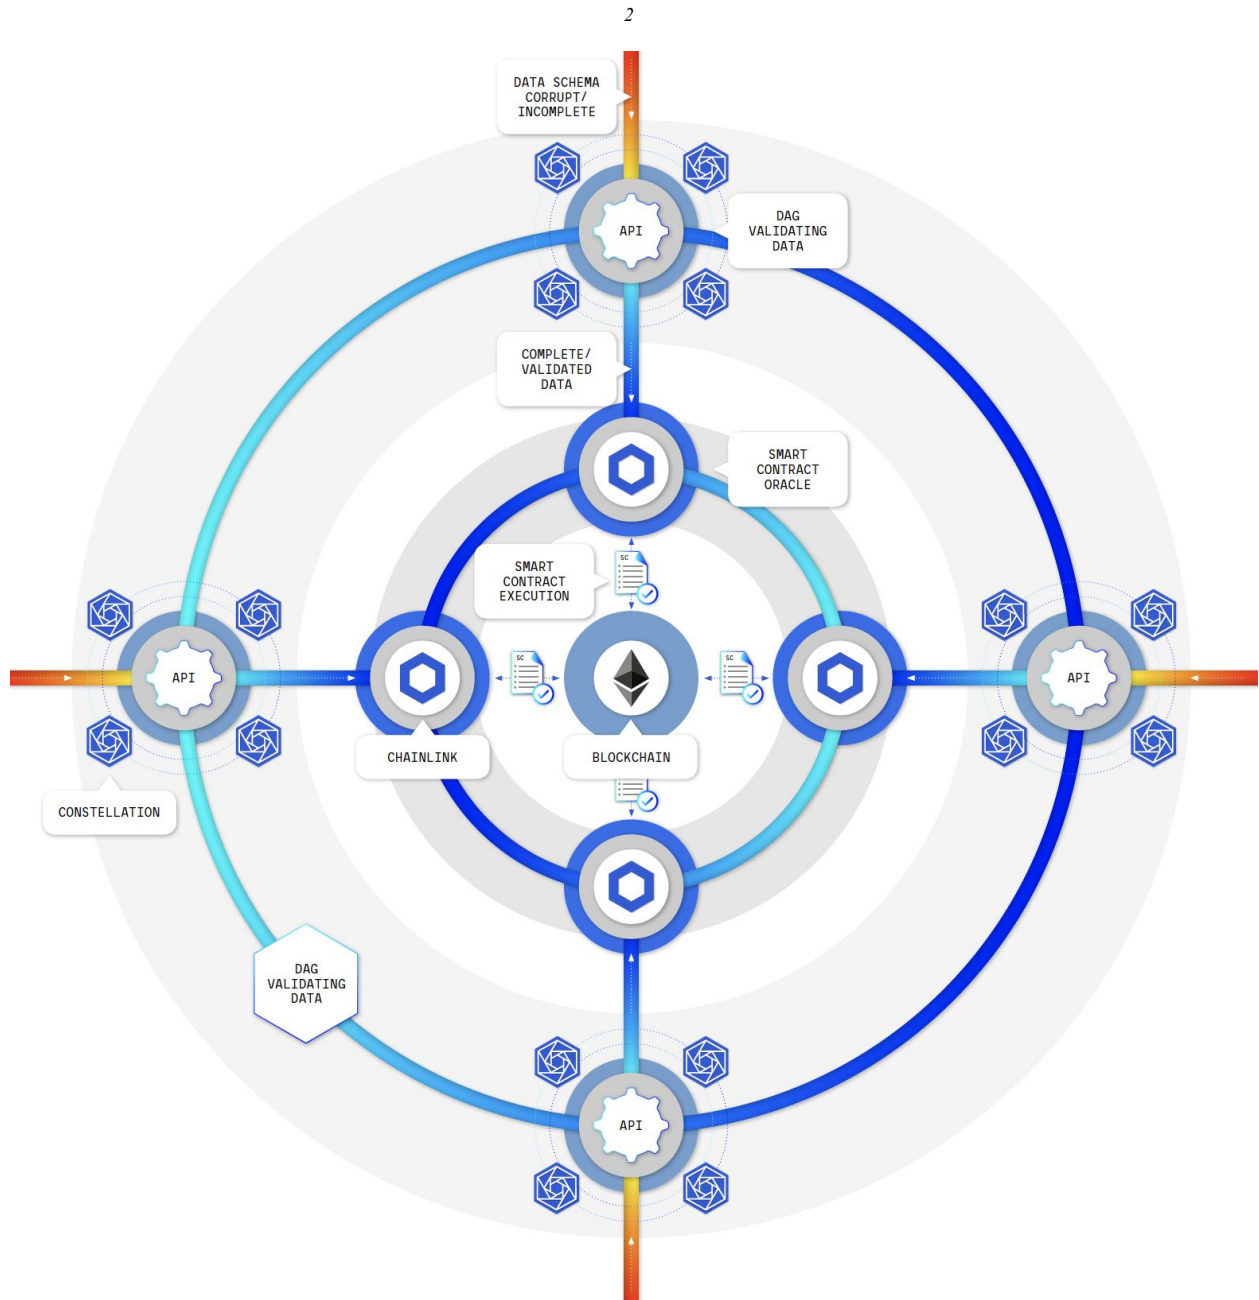 2
DATA SCHEMA
CORRUPT/
INCOMPLETE
API
DAG
VALIDATING
DATA
COMPLETE/
VALIDATED
DATA
SMART
CONTRACT
ORACLE
SC
SMART
CONTRACT
EXECUTION
API
SC
SC
API
CHAINLINK
BLOCKCHAIN
CONSTELLATION
DAG
VALIDATING
DATA
API